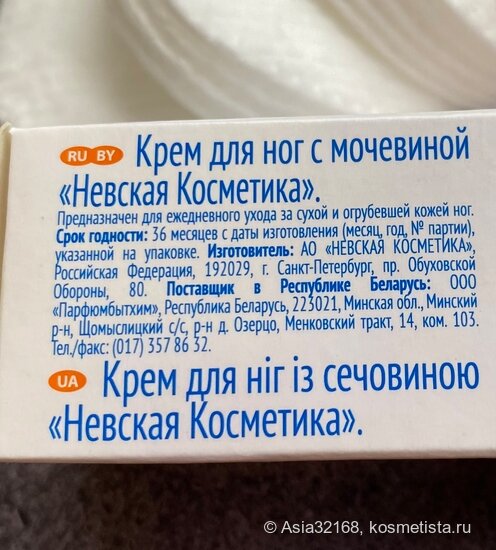 RU BY Крем для ног с мочевиной
«Невская Косметика».
Предназначен для ежедневного ухода за сухой и огрубевшей кожей ног.
Срок годности: 36 месяцев с даты изготовления (месяц, год, № партии),
указанной на упаковке. Изготовитель: АО «НЕВСКАЯ КОСМЕТИКА»,
Российская Федерация, 192029, г. Санкт-Петербург, пр. Обуховской
Обороны, 80. Поставщик в Республике Беларусь: ООО
«Парфюмбытхим», Республика Беларусь, 223021, Минская обл., Минский
р-н, Щомыслицкий с/с, р-н д. Озерцо, Менковский тракт, 14, ком. 103.
Тел./факс: (017) 357 86 32.
UA Крем для ніг із сечовиною
«Невская Косметика».
© Asia32168, kosmetista.ru